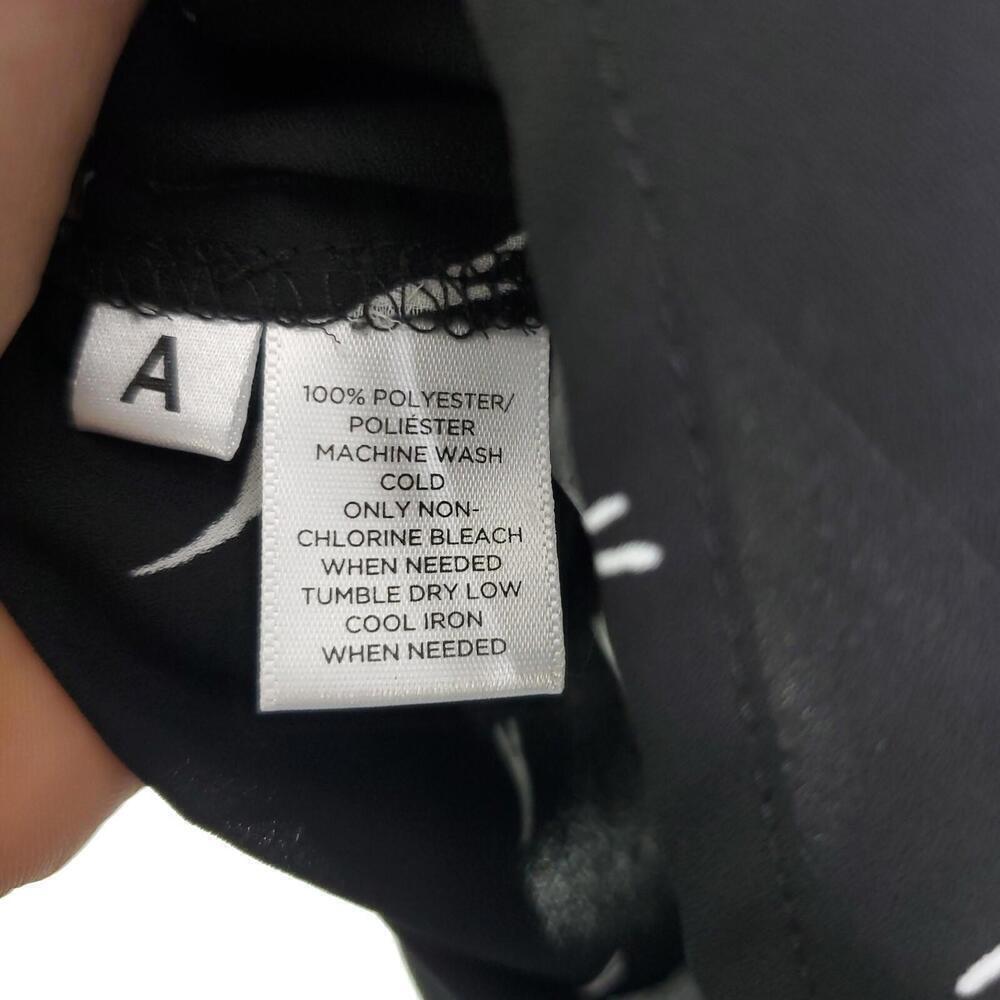 A
100% POLYESTER/
POLIÉSTER
MACHINE WASH
COLD
ONLY NON-
CHLORINE BLEACH
WHEN NEEDED
TUMBLE DRY LOW
COOL IRON
WHEN NEEDED